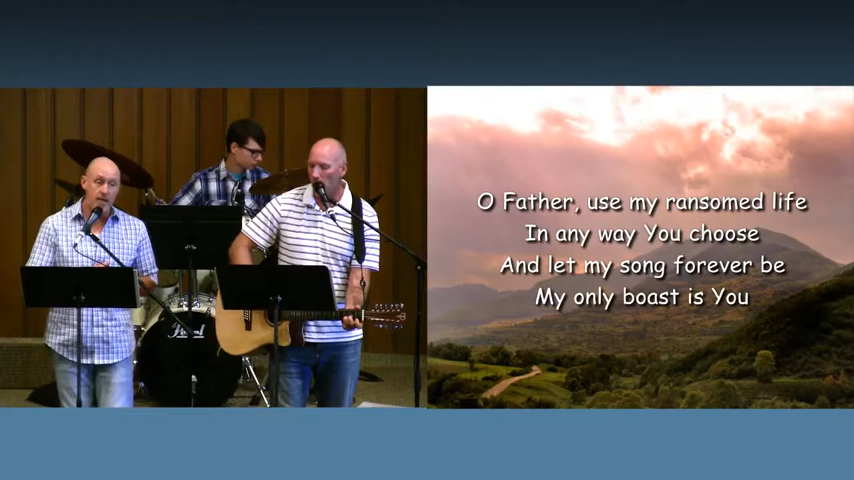 Pearl
O Father, use my ransomed life
In any way You choose
And let my song forever be
My only boast is You